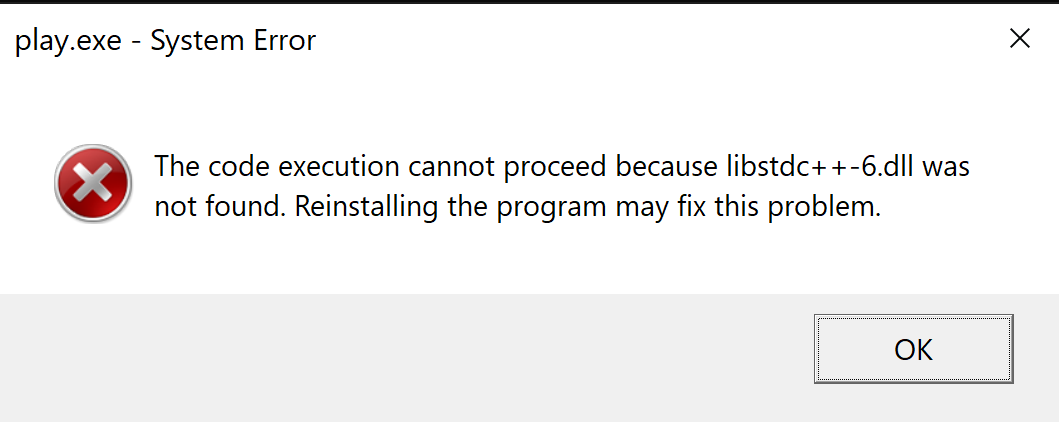 play.exe - System Error
The code execution cannot proceed because libstdc++-6.dll was
not found. Reinstalling the program may fix this problem.
OK